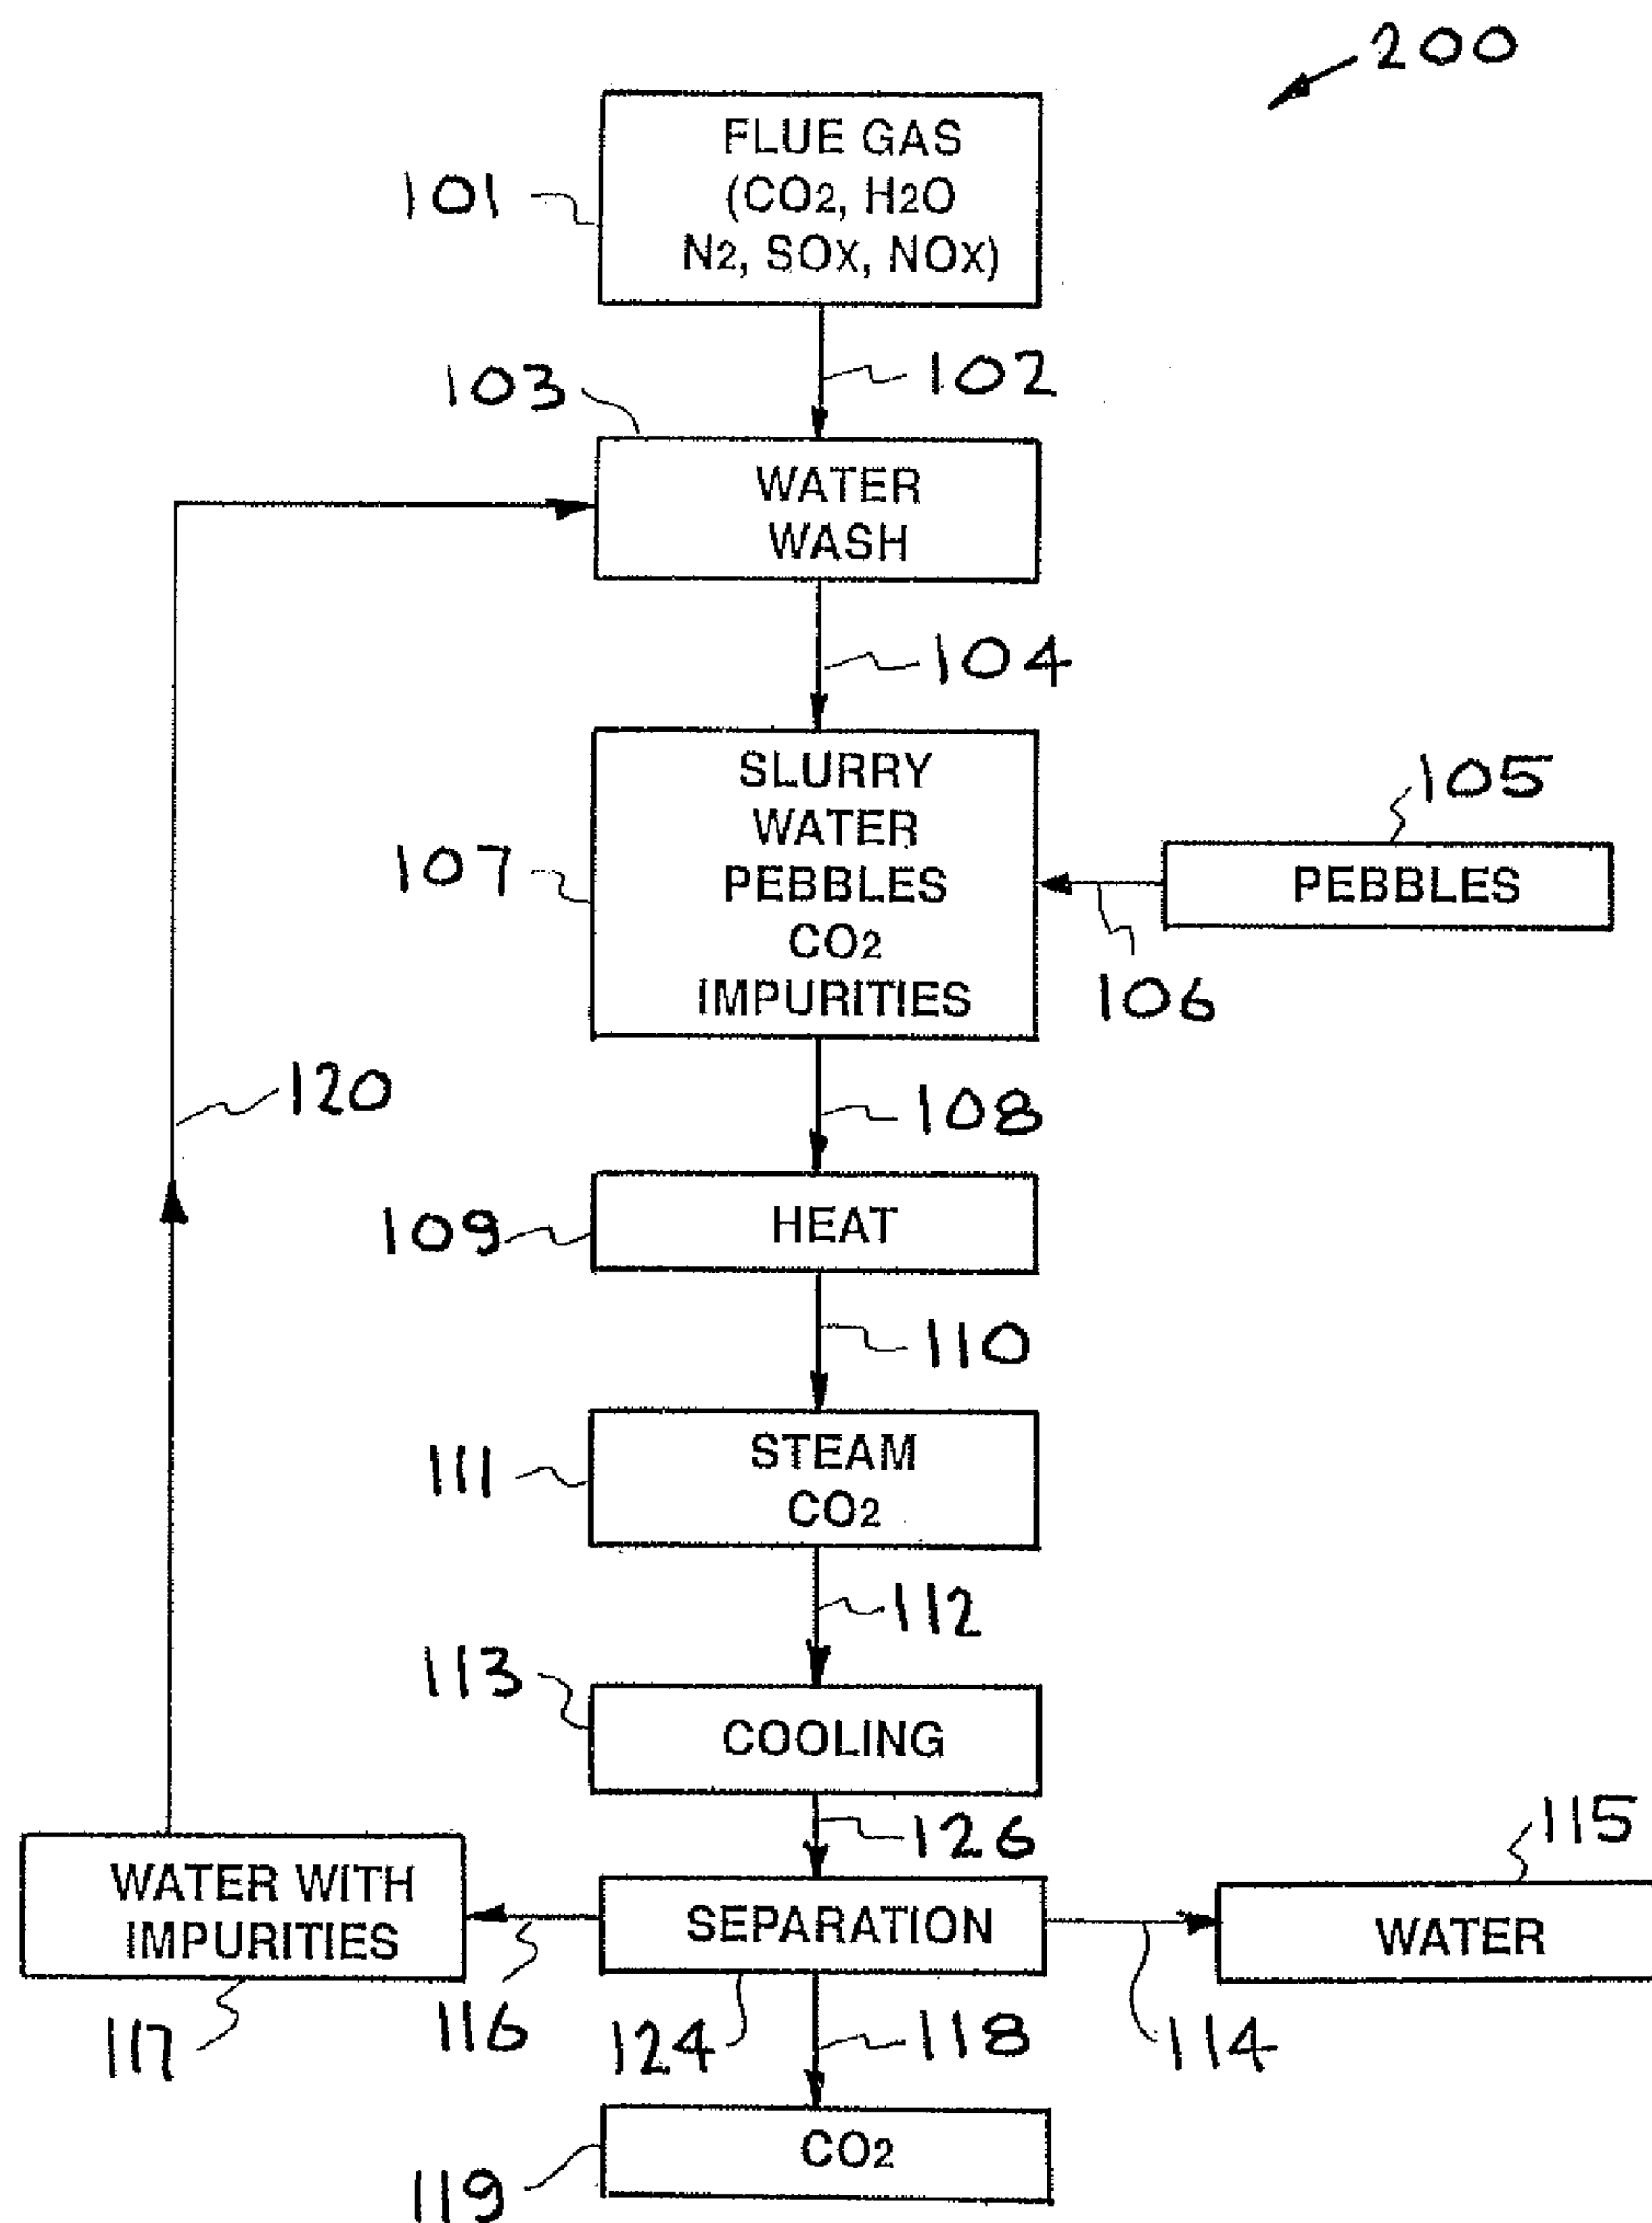 200
FLUE GAS
(CO2, H2O
N2, SOX, NOX)
101
102
103
WATER
WASH
104
SLURRY
WATER
PEBBLES
CO2
IMPURITIES
105
PEBBLES
107
106
120
108
HEAT
109
110
STEAM
CO2
111
112
113
COOLING
126
115
WATER WITH
IMPURITIES
SEPARATION
WATER
117
116
124
118
114
CO2
119